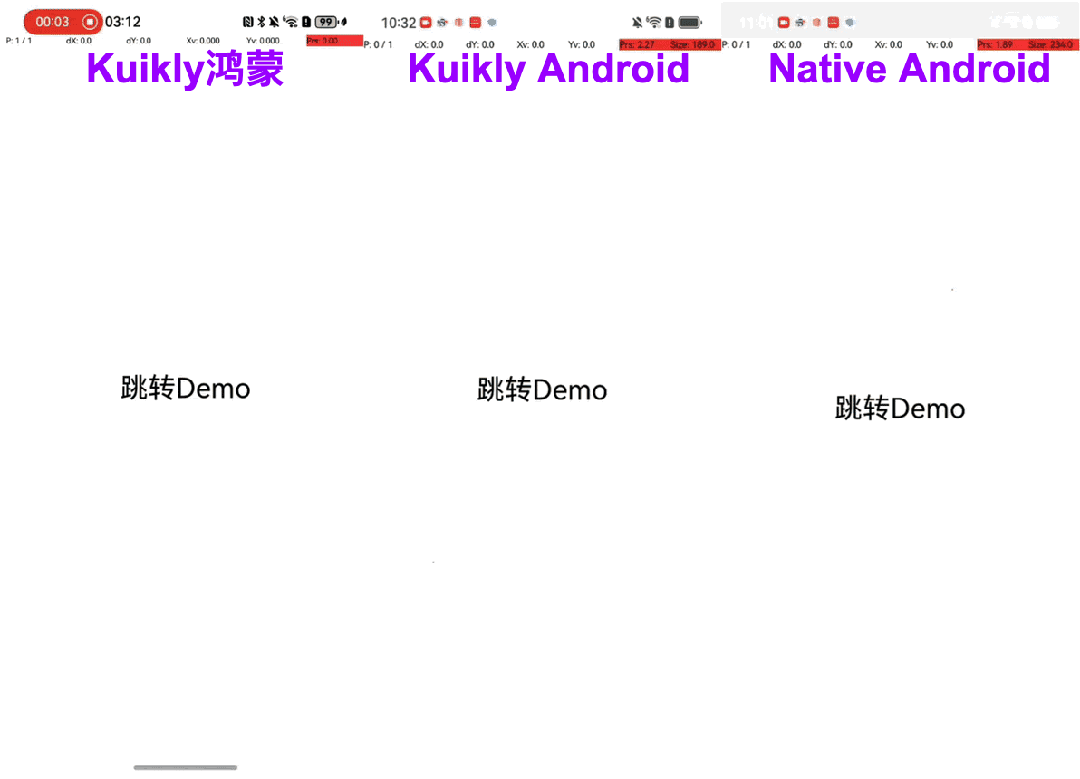 00:03 03:12 99
P: 1 / 1 dX: 0.0 dY: 0.0 Xv: 0.000 Yv: 0.000 Prs: 0.00
Kuikly鸿蒙
跳转Demo
10:32
P: 0 / 1 dX: 0.0 dY: 0.0 Xv: 0.0 Yv: 0.0 Prs: 2.27 Size: 189.0
Kuikly Android
跳转Demo
P: 0 / 1 dX: 0.0 dY: 0.0 Xv: 0.0 Yv: 0.0 Prs: 1.89 Size: 234.0
Native Android
跳转Demo